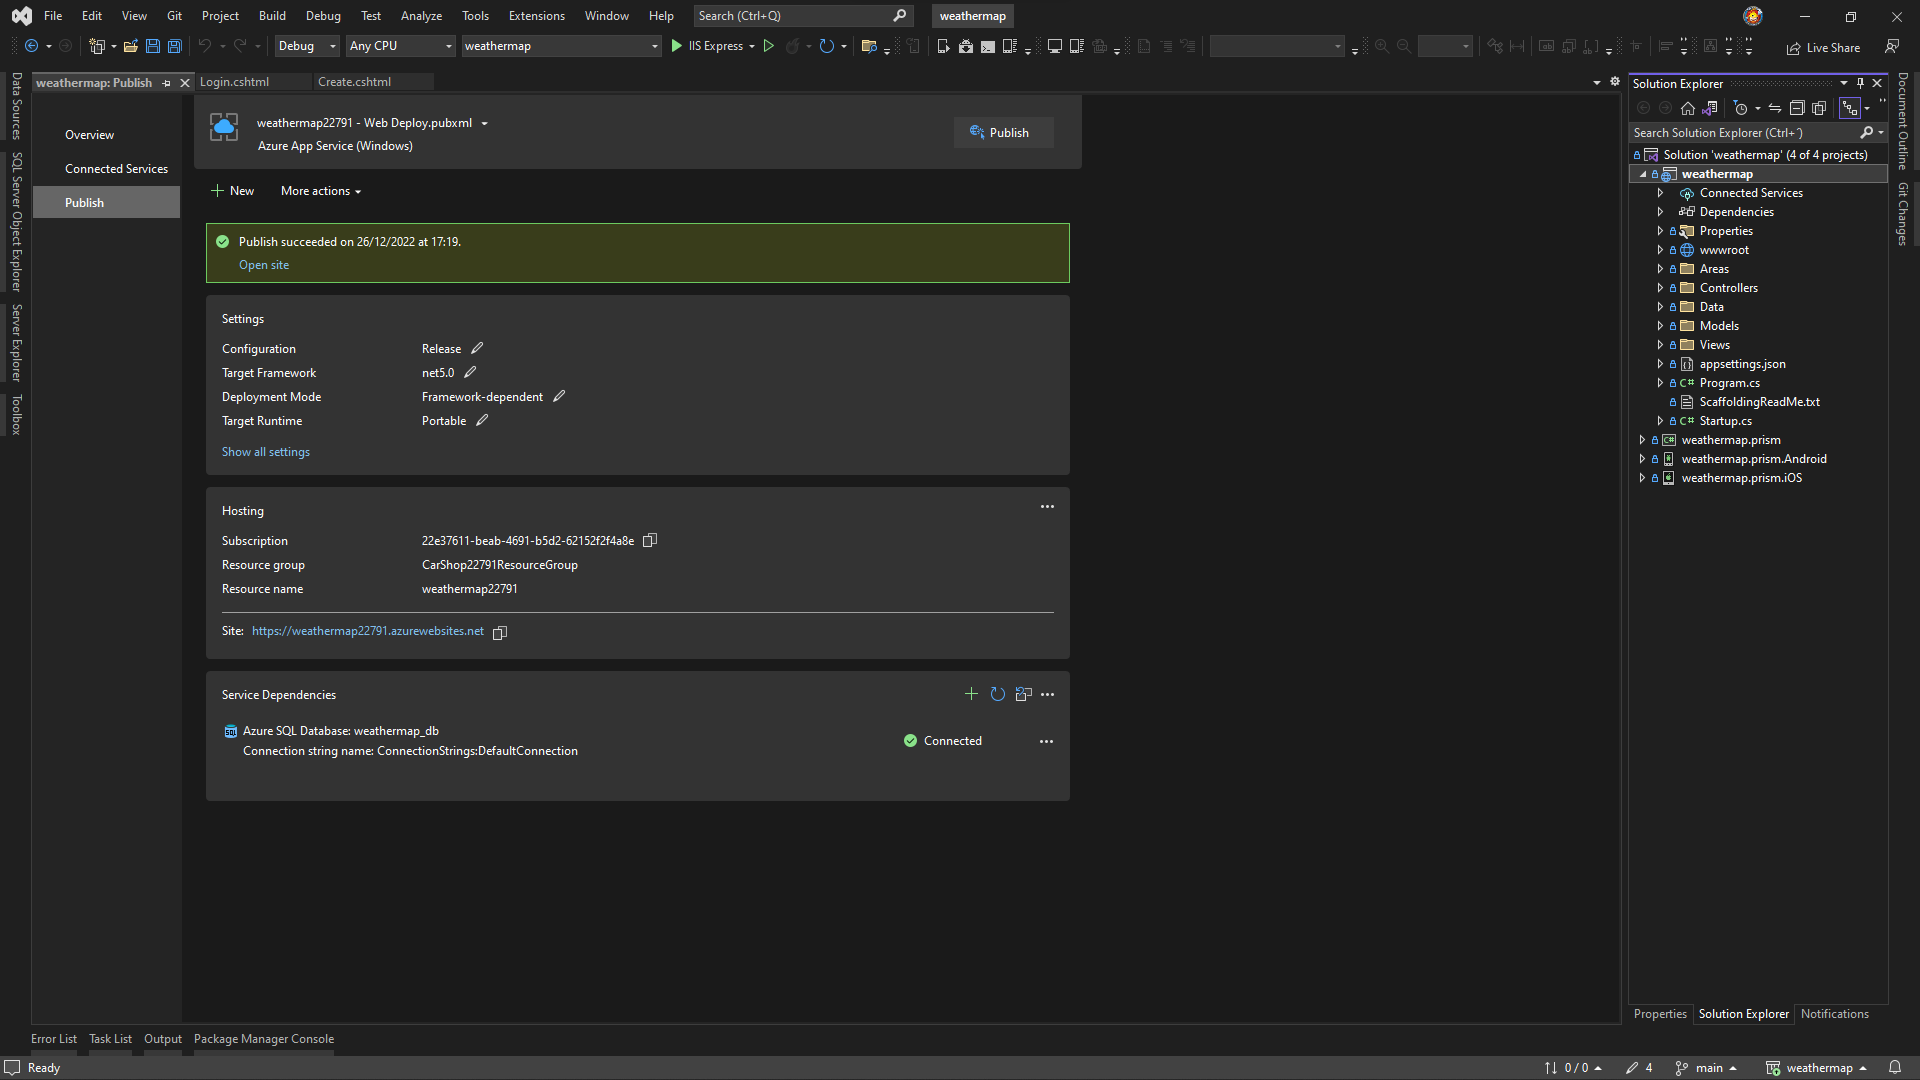 File Edit View Git Project Build Debug Test Analyze Tools Extensions Window Help Search (Ctrl+Q) weathermap
Debug Any CPU weathermap IIS Express Live Share
weathermap: Publish Login.cshtml Create.cshtml
Data Sources
SQL Server Object Explorer
Server Explorer
Toolbox
Overview
Connected Services
Publish
weathermap22791 - Web Deploy.pubxml
Azure App Service (Windows)
Publish
New More actions
Publish succeeded on 26/12/2022 at 17:19.
Open site
Settings
Configuration Release
Target Framework net5.0
Deployment Mode Framework-dependent
Target Runtime Portable
Show all settings
Hosting
Subscription 22e37611-beab-4691-b5d2-62152f2f4a8e
Resource group CarShop22791ResourceGroup
Resource name weathermap22791
Site: https://weathermap22791.azurewebsites.net
Service Dependencies
Azure SQL Database: weathermap_db
Connection string name: ConnectionStrings:DefaultConnection
Connected
Solution Explorer
Search Solution Explorer (Ctrl+´)
Solution 'weathermap' (4 of 4 projects)
weathermap
Connected Services
Dependencies
Properties
wwwroot
Areas
Controllers
Data
Models
Views
appsettings.json
C# Program.cs
ScaffoldingReadMe.txt
C# Startup.cs
weathermap.prism
weathermap.prism.Android
weathermap.prism.iOS
Document Outline
Git Changes
Properties Solution Explorer Notifications
Error List Task List Output Package Manager Console
Ready 0 / 0 4 main weathermap